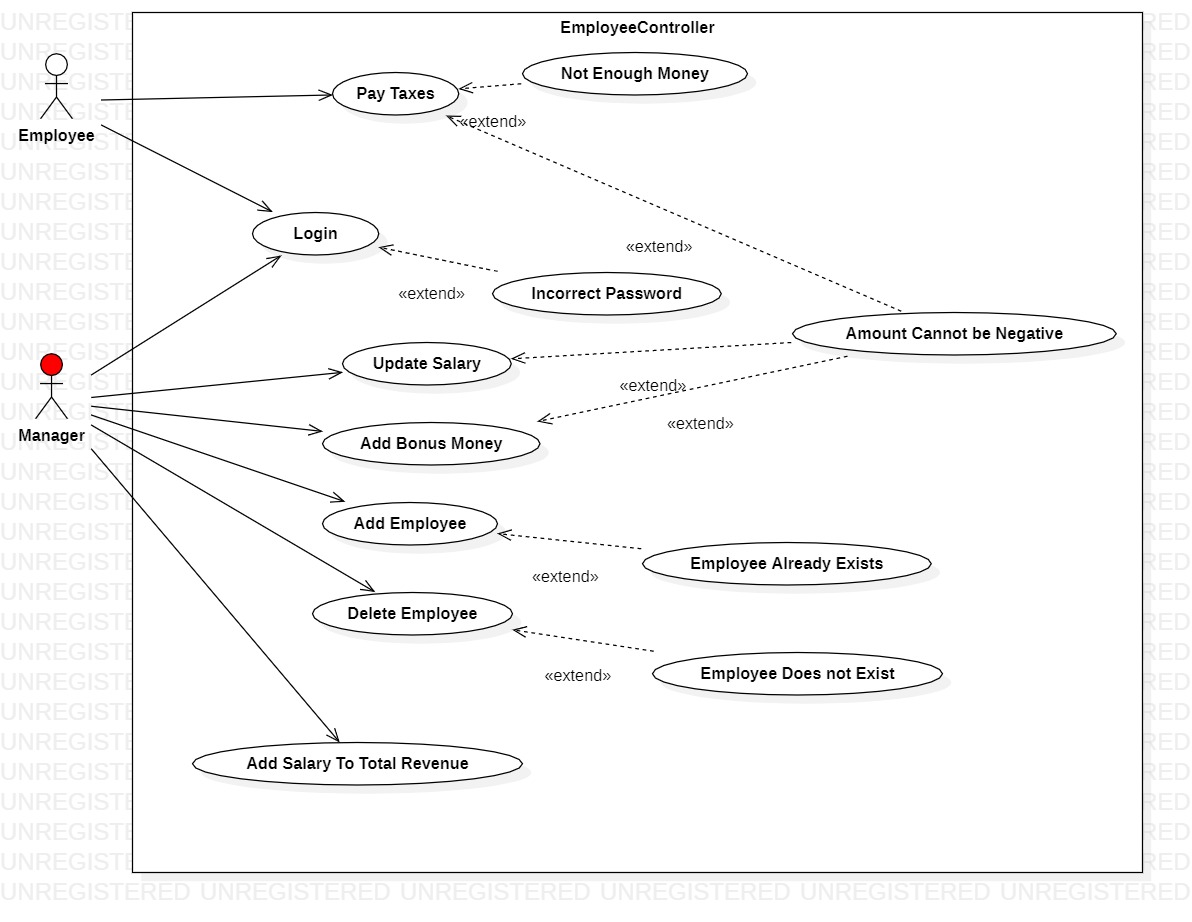 EmployeeController
Not Enough Money
Pay Taxes
«extend»
Employee
Login
«extend»
Incorrect Password
«extend»
Amount Cannot be Negative
Update Salary
«extend»
Manager
Add Bonus Money
«extend»
Add Employee
Employee Already Exists
«extend»
Delete Employee
Employee Does not Exist
«extend»
Add Salary To Total Revenue
UNREGISTERED UNREGISTERED UNREGISTERED UNREGISTERED UNREGISTERED UNREGISTERED